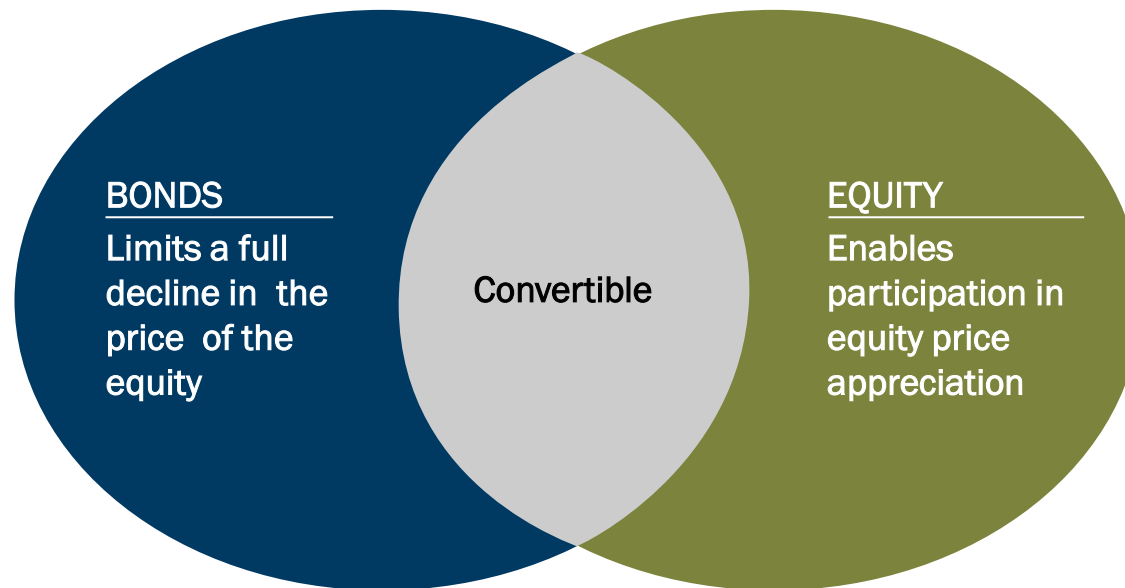 BONDS
Limits a full
decline in  the
price  of the
equity
Convertible
EQUITY
Enables
participation in
equity price
appreciation